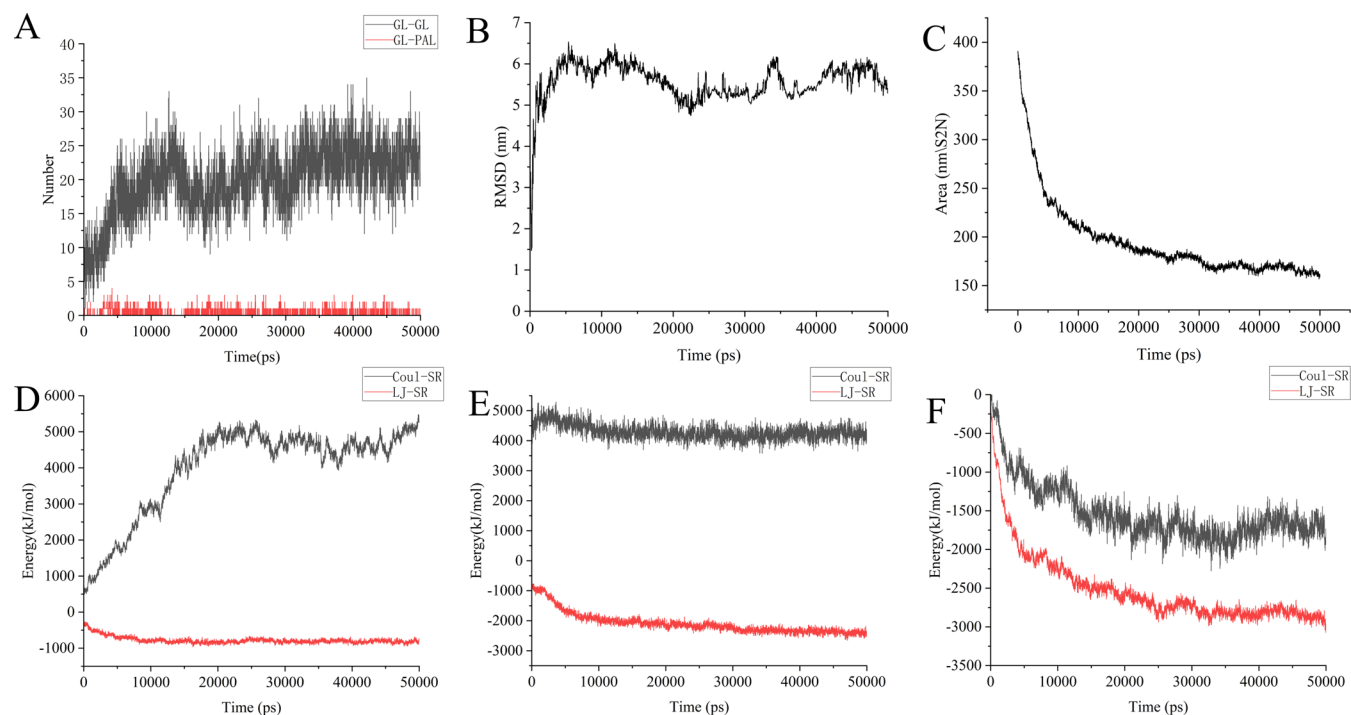 A
GL-GL
GL-PAL
Number
40
35
30
25
20
15
10
5
0
0 10000 20000 30000 40000 50000
Time(ps)
B
RMSD (nm)
7
6
5
4
3
2
1
0
0 10000 20000 30000 40000 50000
Time (ps)
C
Area (nm\S2N)
400
350
300
250
200
150
0 10000 20000 30000 40000 50000
Time (ps)
D
Coul-SR
LJ-SR
Energy(kJ/mol)
6000
5000
4000
3000
2000
1000
0
-1000
0 10000 20000 30000 40000 50000
Time (ps)
E
Coul-SR
LJ-SR
Energy(kJ/mol)
5000
4000
3000
2000
1000
0
-1000
-2000
-3000
0 10000 20000 30000 40000 50000
Time (ps)
F
Coul-SR
LJ-SR
Energy(kJ/mol)
0
-500
-1000
-1500
-2000
-2500
-3000
-3500
0 10000 20000 30000 40000 50000
Time (ps)